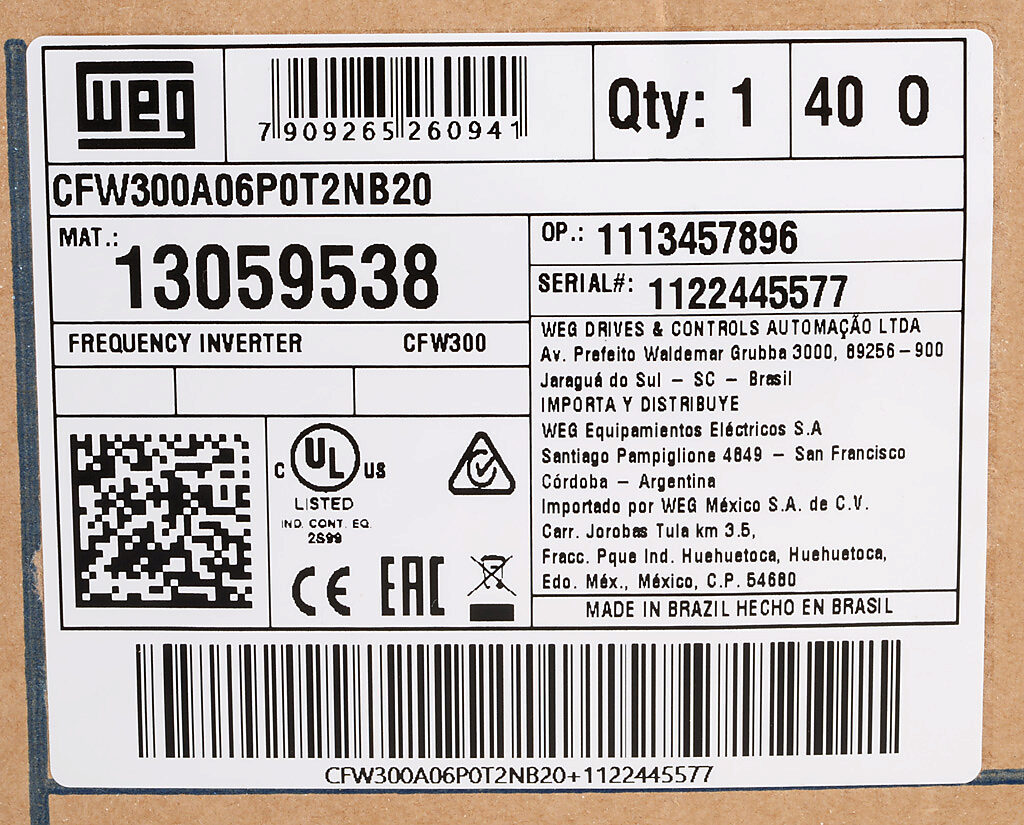 weg
7 909265 260941
Qty: 1
40 0
CFW300A06P0T2NB20
MAT.: 13059538
OP.: 1113457896
SERIAL#: 1122445577
FREQUENCY INVERTER CFW300
WEG DRIVES & CONTROLS AUTOMAÇÃO LTDA
Av. Prefeito Waldemar Grubba 3000, 89256-900
Jaraguá do Sul - SC - Brasil
IMPORTA Y DISTRIBUYE
WEG Equipamientos Eléctricos S.A
Santiago Pampiglione 4849 - San Francisco
Córdoba - Argentina
Importado por WEG México S.A. de C.V.
Carr. Jorobas Tula km 3.5,
Fracc. Pque Ind. Huehuetoca, Huehuetoca,
Edo. Méx., México, C.P. 54680
MADE IN BRAZIL HECHO EN BRASIL
C UL US
LISTED
IND. CONT. EQ.
2S99
CE EAC
CFW300A06P0T2NB20+1122445577